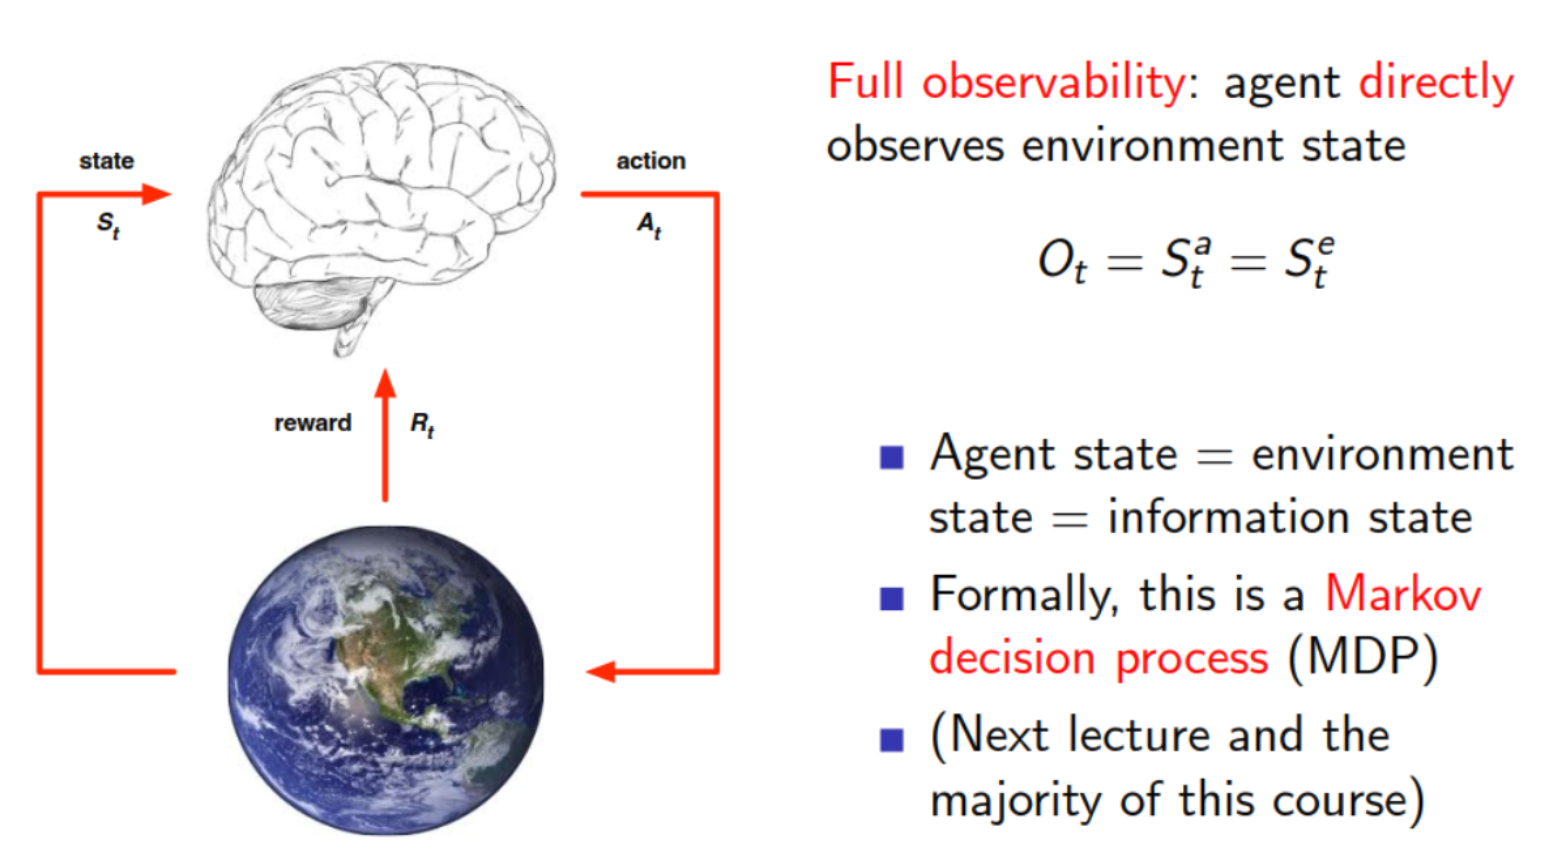 state
S_t
action
A_t
reward
R_t
Full observability: agent directly
observes environment state
O_t = S_t^a = S_t^e
Agent state = environment
state = information state
Formally, this is a Markov
decision process (MDP)
(Next lecture and the
majority of this course)